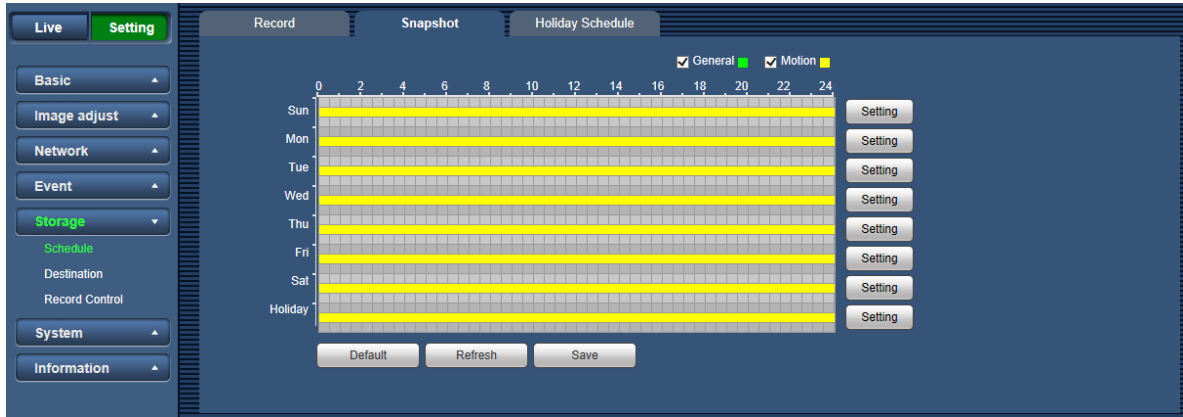 Live Setting
Record Snapshot Holiday Schedule
General Motion
Basic
Image adjust
Network
Event
Storage
Schedule
Destination
Record Control
System
Information
0 2 4 6 8 10 12 14 16 18 20 22 24
Sun Setting
Mon Setting
Tue Setting
Wed Setting
Thu Setting
Fri Setting
Sat Setting
Holiday Setting
Default Refresh Save